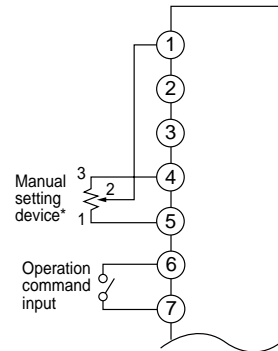 1
2
3
3
4
2
Manual
setting
device*
1
5
Operation
command
input
6
7